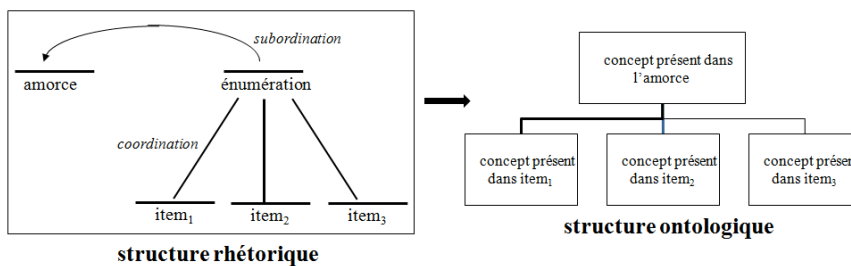 subordination
amorce
énumération
coordination
item₁
item₂
item₃
structure rhétorique
concept présent dans
l'amorce
concept présent
dans item₁
concept présent
dans item₂
concept présent
dans item₃
structure ontologique